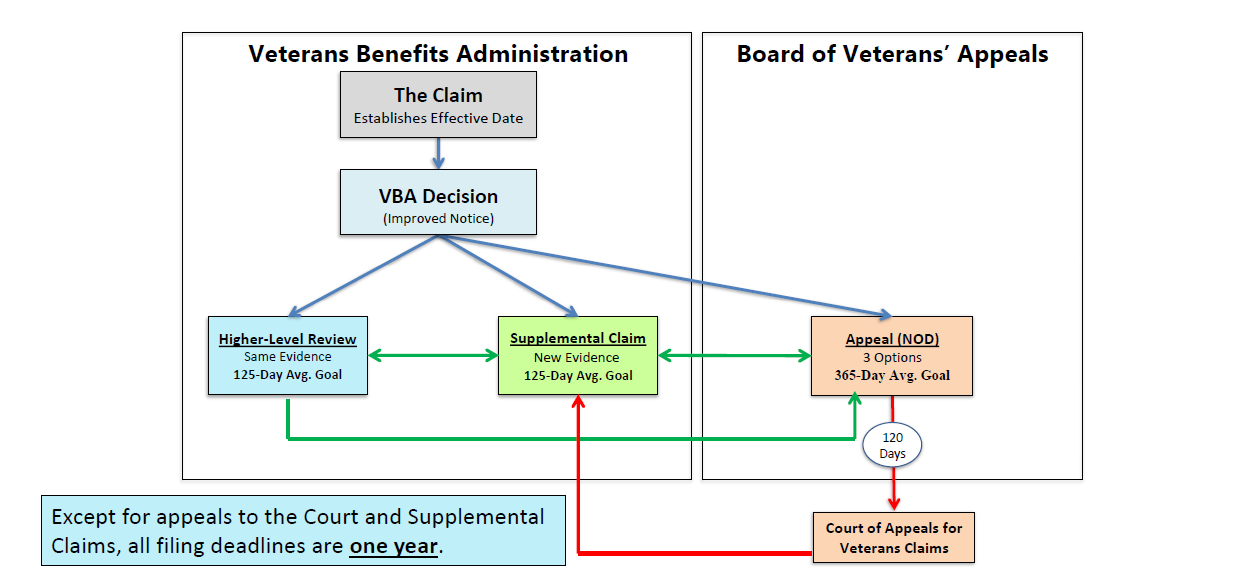 Veterans Benefits Administration
Board of Veterans’ Appeals
The Claim
Establishes Effective Date
VBA Decision
(Improved Notice)
Higher-Level Review
Same Evidence
125-Day Avg. Goal
Supplemental Claim
New Evidence
125-Day Avg. Goal
Appeal (NOD)
3 Options
365-Day Avg. Goal
120
Days
Court of Appeals for
Veterans Claims
Except for appeals to the Court and Supplemental
Claims, all filing deadlines are one year.